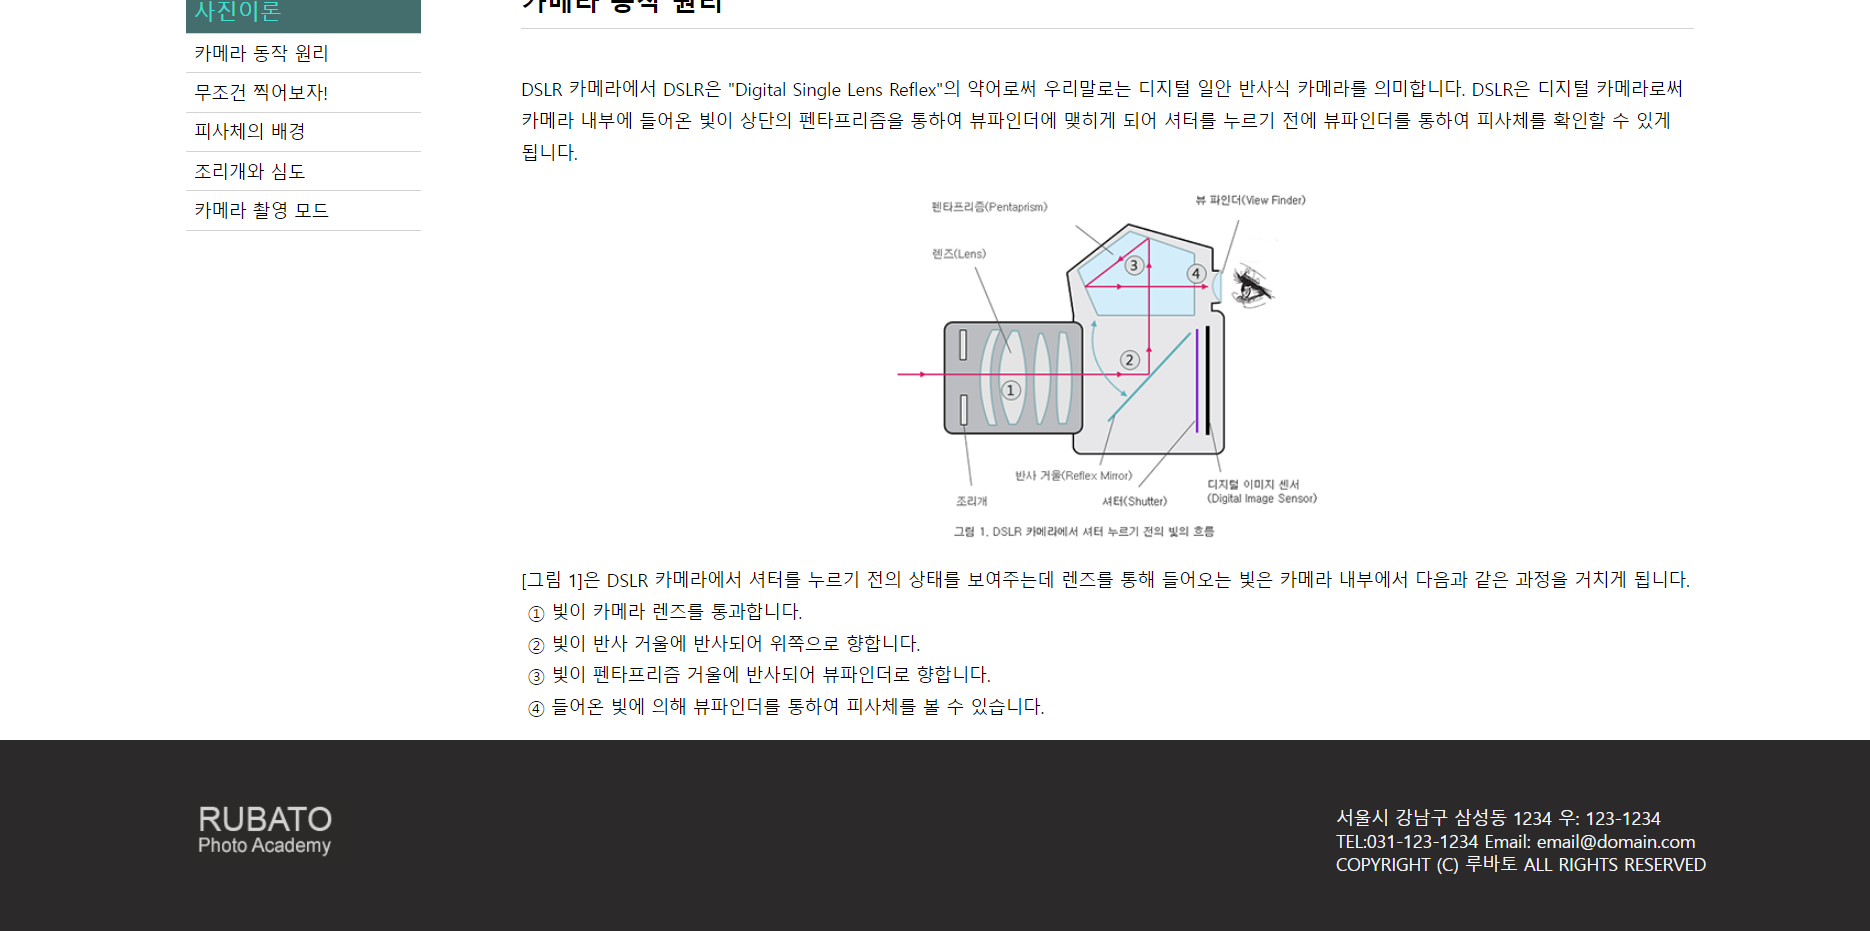 사진이론
카메라 동작 원리
무조건 찍어보자!
피사체의 배경
조리개와 심도
카메라 촬영 모드
카메라 동작 원리
DSLR 카메라에서 DSLR은 "Digital Single Lens Reflex"의 약어로써 우리말로는 디지털 일안 반사식 카메라를 의미합니다. DSLR은 디지털 카메라로써
카메라 내부에 들어온 빛이 상단의 펜타프리즘을 통하여 뷰파인더에 맺히게 되어 셔터를 누르기 전에 뷰파인더를 통하여 피사체를 확인할 수 있게
됩니다.
펜타프리즘(Pentaprism)
뷰 파인더(View Finder)
렌즈(Lens)
③
④
②
①
반사 거울(Reflex Mirror)
조리개
셔터(Shutter)
디지털 이미지 센서
(Digital Image Sensor)
그림 1. DSLR 카메라에서 셔터 누르기 전의 빛의 흐름
[그림 1]은 DSLR 카메라에서 셔터를 누르기 전의 상태를 보여주는데 렌즈를 통해 들어오는 빛은 카메라 내부에서 다음과 같은 과정을 거치게 됩니다.
① 빛이 카메라 렌즈를 통과합니다.
② 빛이 반사 거울에 반사되어 위쪽으로 향합니다.
③ 빛이 펜타프리즘 거울에 반사되어 뷰파인더로 향합니다.
④ 들어온 빛에 의해 뷰파인더를 통하여 피사체를 볼 수 있습니다.
RUBATO
Photo Academy
서울시 강남구 삼성동 1234 우: 123-1234
TEL:031-123-1234 Email: email@domain.com
COPYRIGHT (C) 루바토 ALL RIGHTS RESERVED